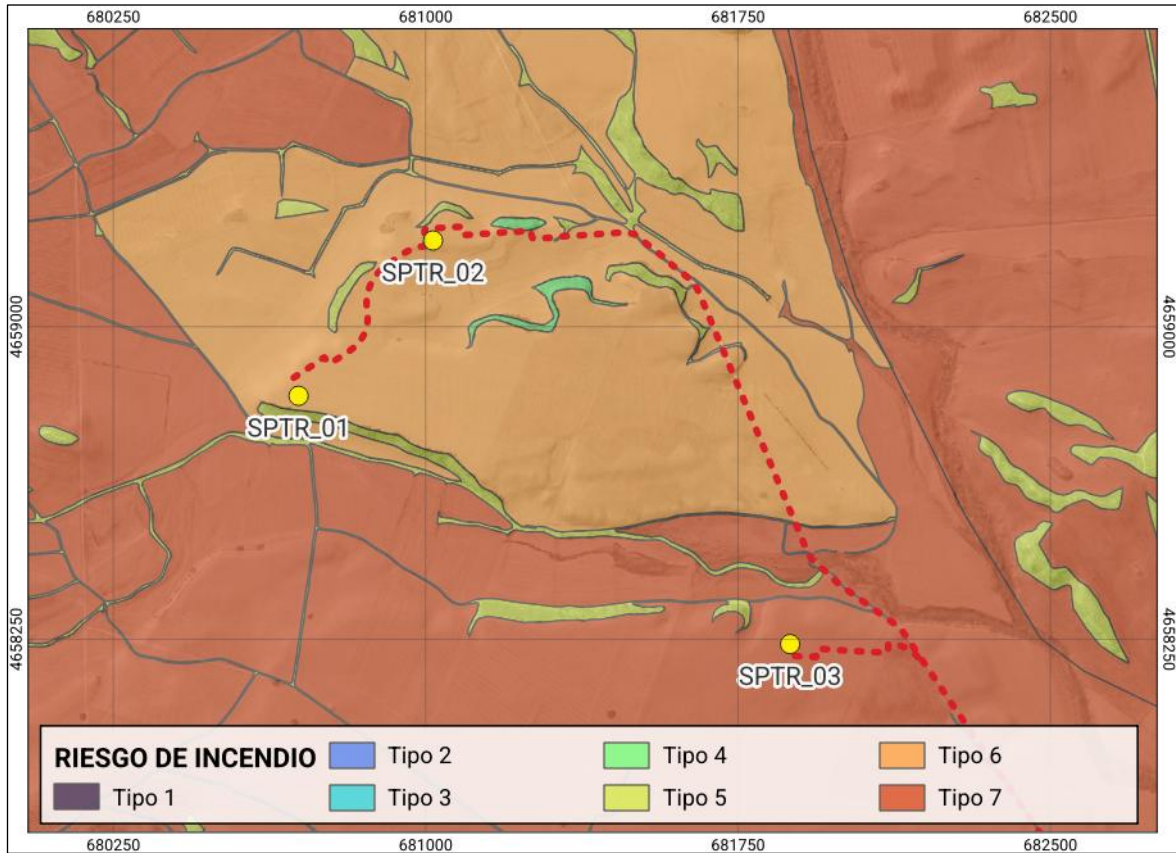 680250 681000 681750 682500
SPTR_02
4659000 4659000
SPTR_01
4658250 4658250
SPTR_03
RIESGO DE INCENDIO Tipo 2 Tipo 4 Tipo 6
Tipo 1 Tipo 3 Tipo 5 Tipo 7
680250 681000 681750 682500